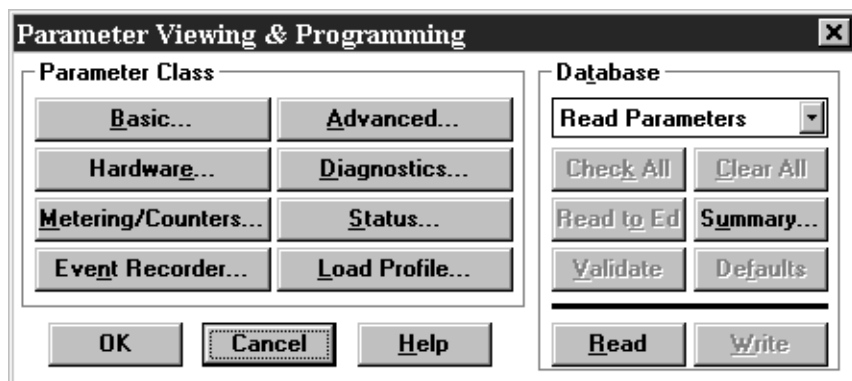 Parameter Viewing & Programming
Parameter Class
Basic... Advanced...
Hardware... Diagnostics...
Metering/Counters... Status...
Event Recorder... Load Profile...
OK Cancel Help
Database
Read Parameters
Check All Clear All
Read to Ed Summary...
Validate Defaults
Read Write